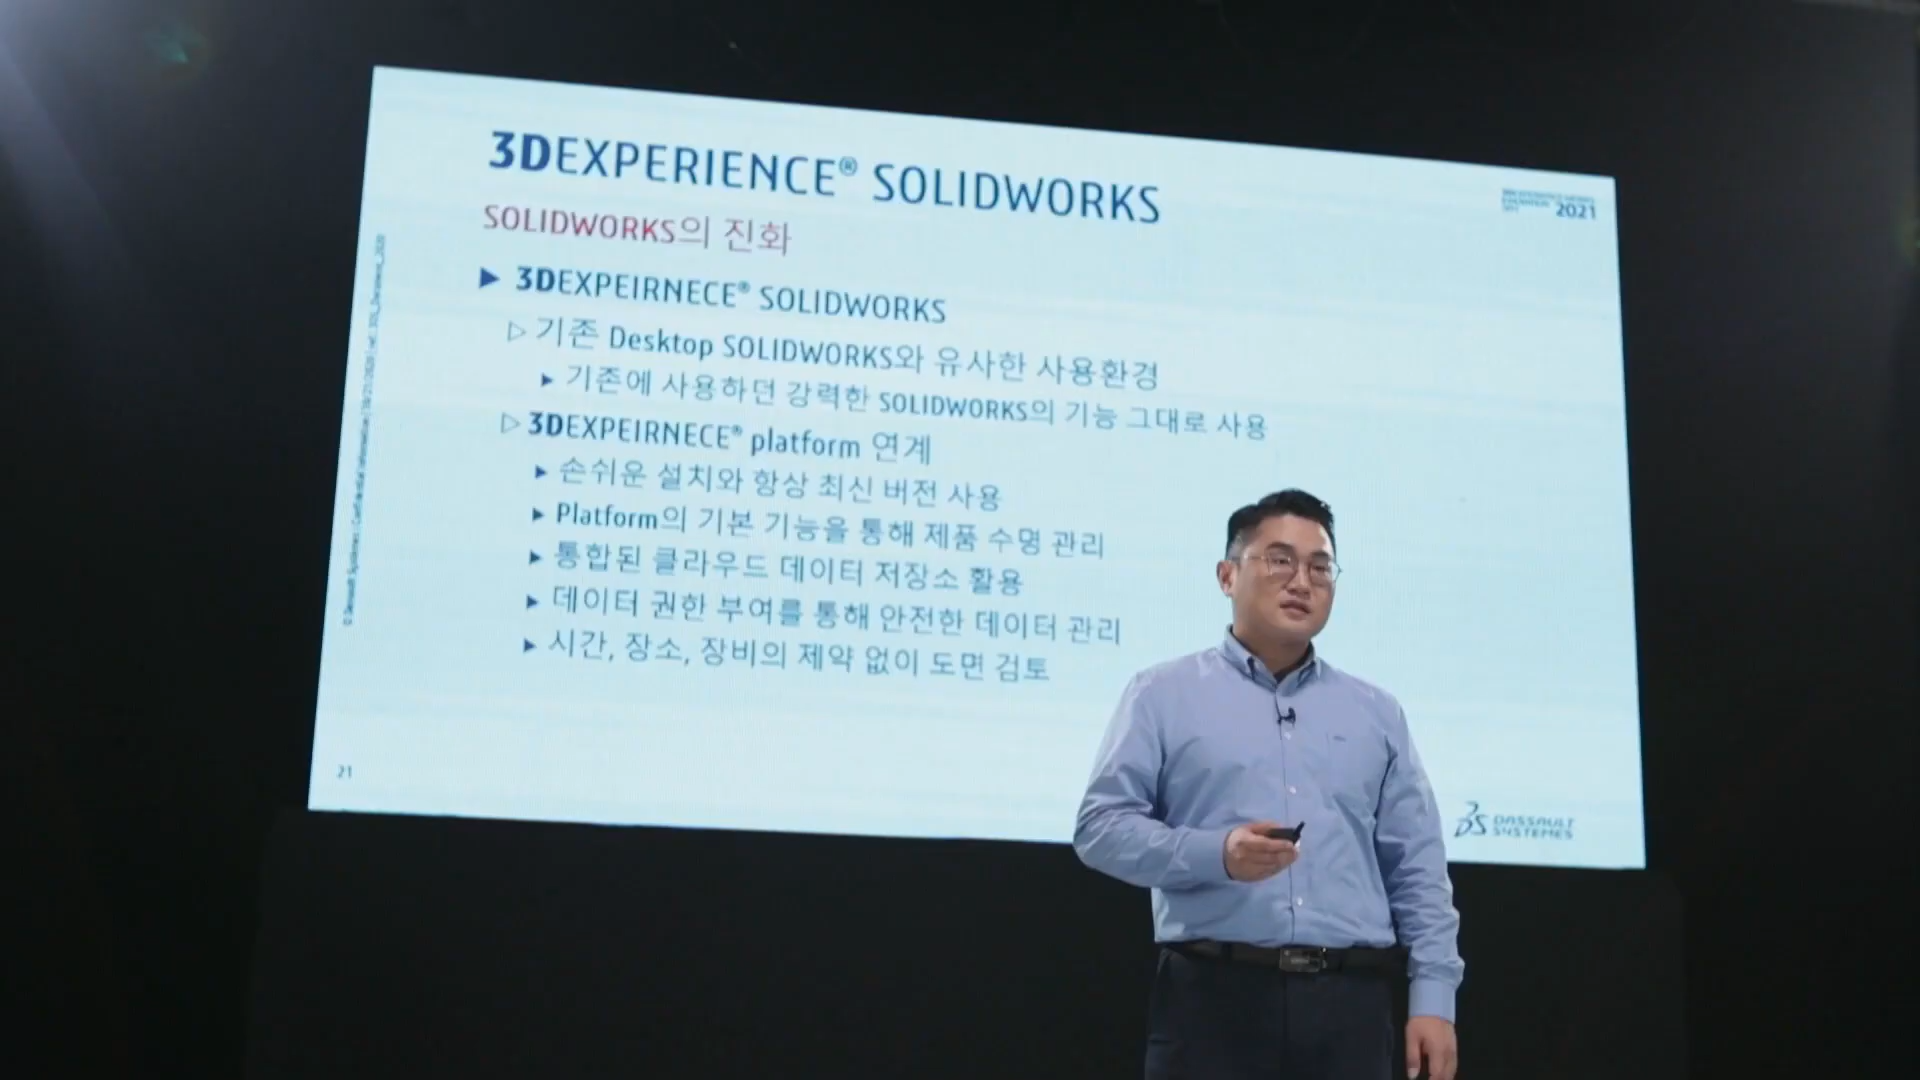 3DEXPERIENCE® SOLIDWORKS
SOLIDWORKS의 진화
2021
▶ 3DEXPEIRNECE® SOLIDWORKS
▷ 기존 Desktop SOLIDWORKS와 유사한 사용환경
▶ 기존에 사용하던 강력한 SOLIDWORKS의 기능 그대로 사용
▷ 3DEXPEIRNECE® platform 연계
▶ 손쉬운 설치와 항상 최신 버전 사용
▶ Platform의 기본 기능을 통해 제품 수명 관리
▶ 통합된 클라우드 데이터 저장소 활용
▶ 데이터 권한 부여를 통해 안전한 데이터 관리
▶ 시간, 장소, 장비의 제약 없이 도면 검토
© Dassault Systèmes Confidential Information
21
DASSAULT
SYSTEMES